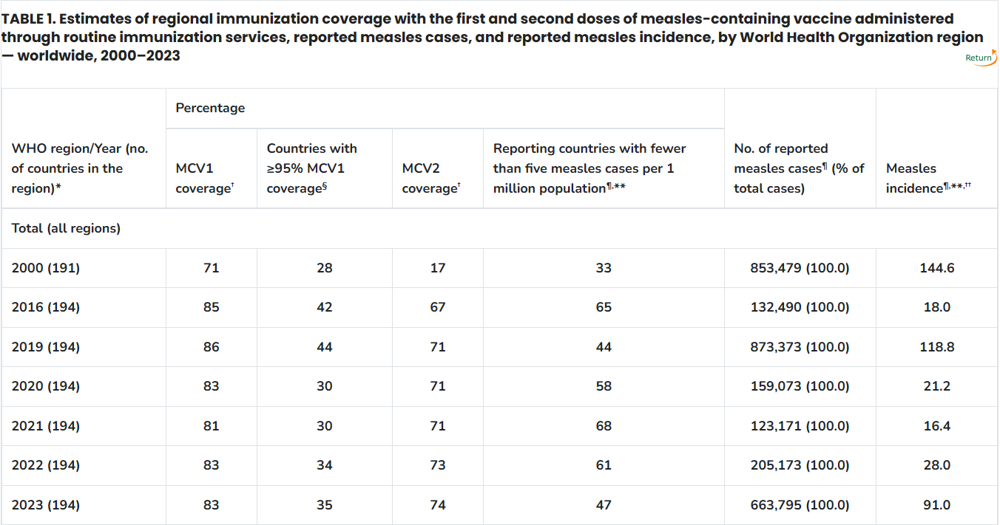 TABLE 1. Estimates of regional immunization coverage with the first and second doses of measles-containing vaccine administered
through routine immunization services, reported measles cases, and reported measles incidence, by World Health Organization region
— worldwide, 2000–2023
Return
Percentage
WHO region/Year (no.
of countries in the
region)*
MCV1
coverage†
Countries with
≥95% MCV1
coverage§
MCV2
coverage†
Reporting countries with fewer
than five measles cases per 1
million population¶,**
No. of reported
measles cases¶ (% of
total cases)
Measles
incidence¶,**,††
Total (all regions)
2000 (191) 71 28 17 33 853,479 (100.0) 144.6
2016 (194) 85 42 67 65 132,490 (100.0) 18.0
2019 (194) 86 44 71 44 873,373 (100.0) 118.8
2020 (194) 83 30 71 58 159,073 (100.0) 21.2
2021 (194) 81 30 71 68 123,171 (100.0) 16.4
2022 (194) 83 34 73 61 205,173 (100.0) 28.0
2023 (194) 83 35 74 47 663,795 (100.0) 91.0